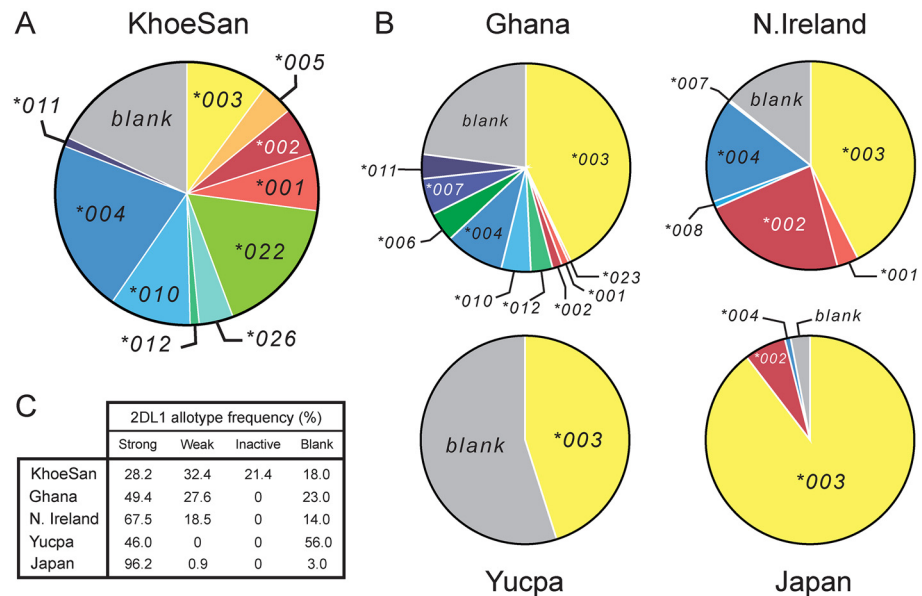 A
KhoeSan
*005
*003
*002
*001
*022
*026
*012
*010
*004
*011
blank
B
Ghana
blank
*003
*011
*007
*006
*004
*010
*012
*002
*001
*023
N.Ireland
*007
blank
*003
*004
*008
*002
*001
blank
*003
Yucpa
*004
blank
*002
*003
Japan
C
2DL1 allotype frequency (%)
Strong Weak Inactive Blank
KhoeSan 28.2 32.4 21.4 18.0
Ghana 49.4 27.6 0 23.0
N. Ireland 67.5 18.5 0 14.0
Yucpa 46.0 0 0 56.0
Japan 96.2 0.9 0 3.0